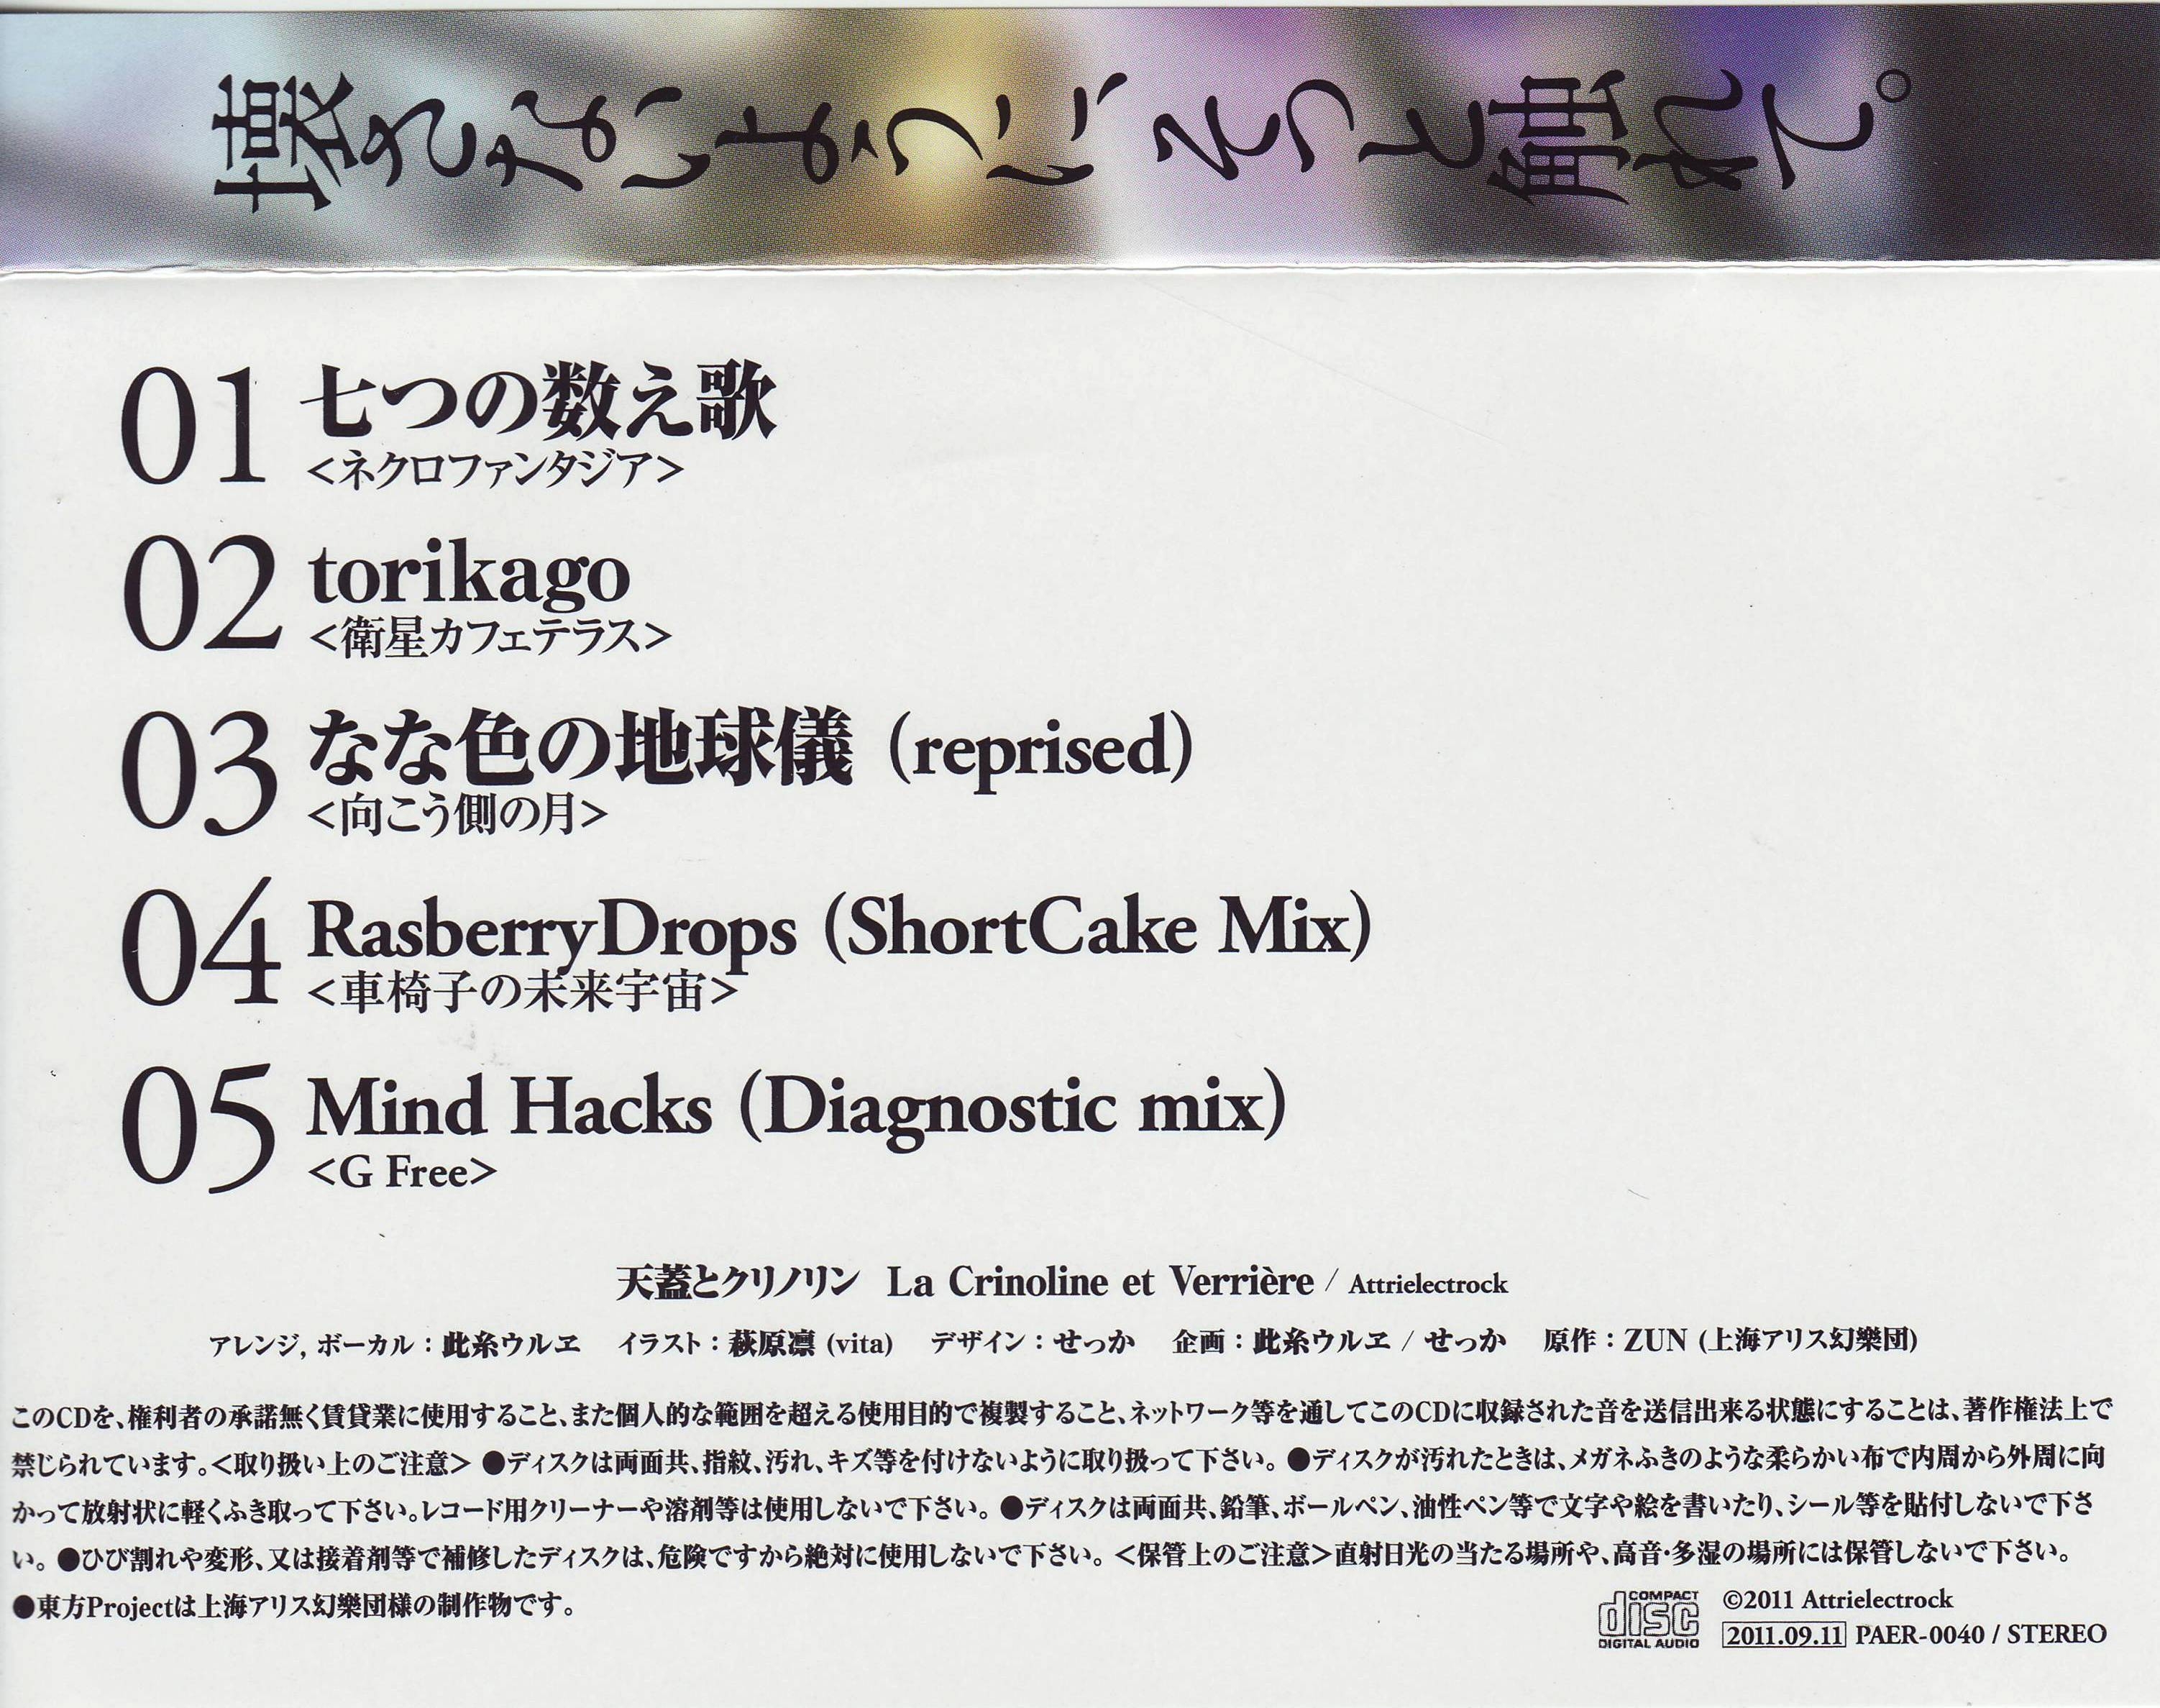 壊さないように、そっと触れて。
01 七つの数え歌
<ネクロファンタジア>
02 torikago
<衛星カフェテラス>
03 なな色の地球儀 (reprised)
<向こう側の月>
04 RasberryDrops (ShortCake Mix)
<車椅子の未来宇宙>
05 Mind Hacks (Diagnostic mix)
<G Free>
天蓋とクリノリン La Crinoline et Verrière / Attrielectrock
アレンジ, ボーカル：此糸ウルヱ イラスト：萩原凛 (vita) デザイン：せっか 企画：此糸ウルヱ / せっか 原作：ZUN (上海アリス幻樂団)
このCDを、権利者の承諾無く賃貸業に使用すること、また個人的な範囲を超える使用目的で複製すること、ネットワーク等を通してこのCDに収録された音を送信出来る状態にすることは、著作権法上で
禁じられています。<取り扱い上のご注意> ●ディスクは両面共、指紋、汚れ、キズ等を付けないように取り扱って下さい。●ディスクが汚れたときは、メガネふきのような柔らかい布で内周から外周に向
かって放射状に軽くふき取って下さい。レコード用クリーナーや溶剤等は使用しないで下さい。●ディスクは両面共、鉛筆、ボールペン、油性ペン等で文字や絵を書いたり、シール等を貼付しないで下さ
い。●ひび割れや変形、又は接着剤等で補修したディスクは、危険ですから絶対に使用しないで下さい。<保管上のご注意>直射日光の当たる場所や、高音・多湿の場所には保管しないで下さい。
●東方Projectは上海アリス幻樂団様の制作物です。
COMPACT disc DIGITAL AUDIO
©2011 Attrielectrock
2011.09.11 PAER-0040 / STEREO